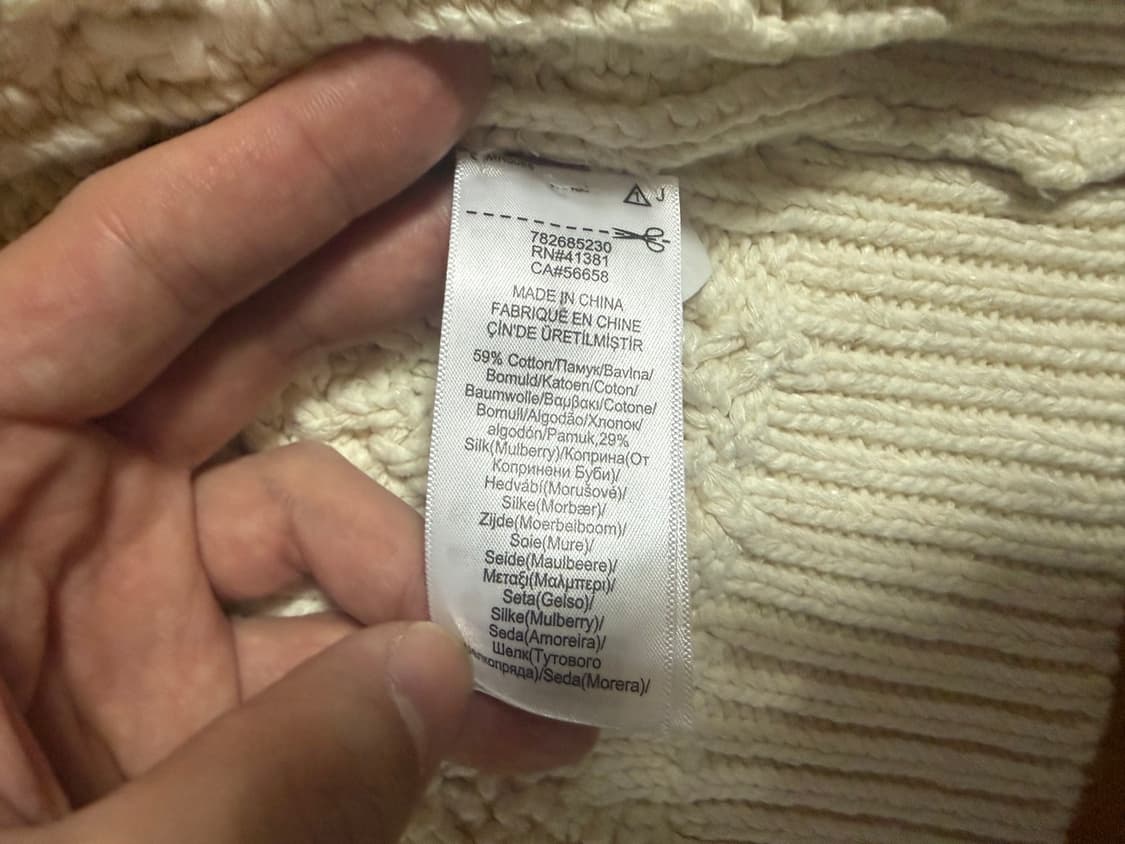 J
782685230
RN#41381
CA#56658
MADE IN CHINA
FABRIQUÉ EN CHINE
ÇİN'DE ÜRETİLMİŞTİR
59% Cotton/Памук/Bavlna/
Bomuld/Katoen/Coton/
Baumwolle/Βαμβακι/Cotone/
Bomull/Algodão/Хлопок/
algodón/Pamuk,29%
Silk(Mulberry)/Коприна(От
Копринени Буби)/
Hedvábí(Morušové)/
Silke(Morbær)/
Zijde(Moerbeiboom)/
Soie(Mure)/
Seide(Maulbeere)/
Μεταξι(Μαλμπερι)/
Seta(Gelso)/
Silke(Mulberry)/
Seda(Amoreira)/
Шелк(Тутового
/Seda(Morera)/